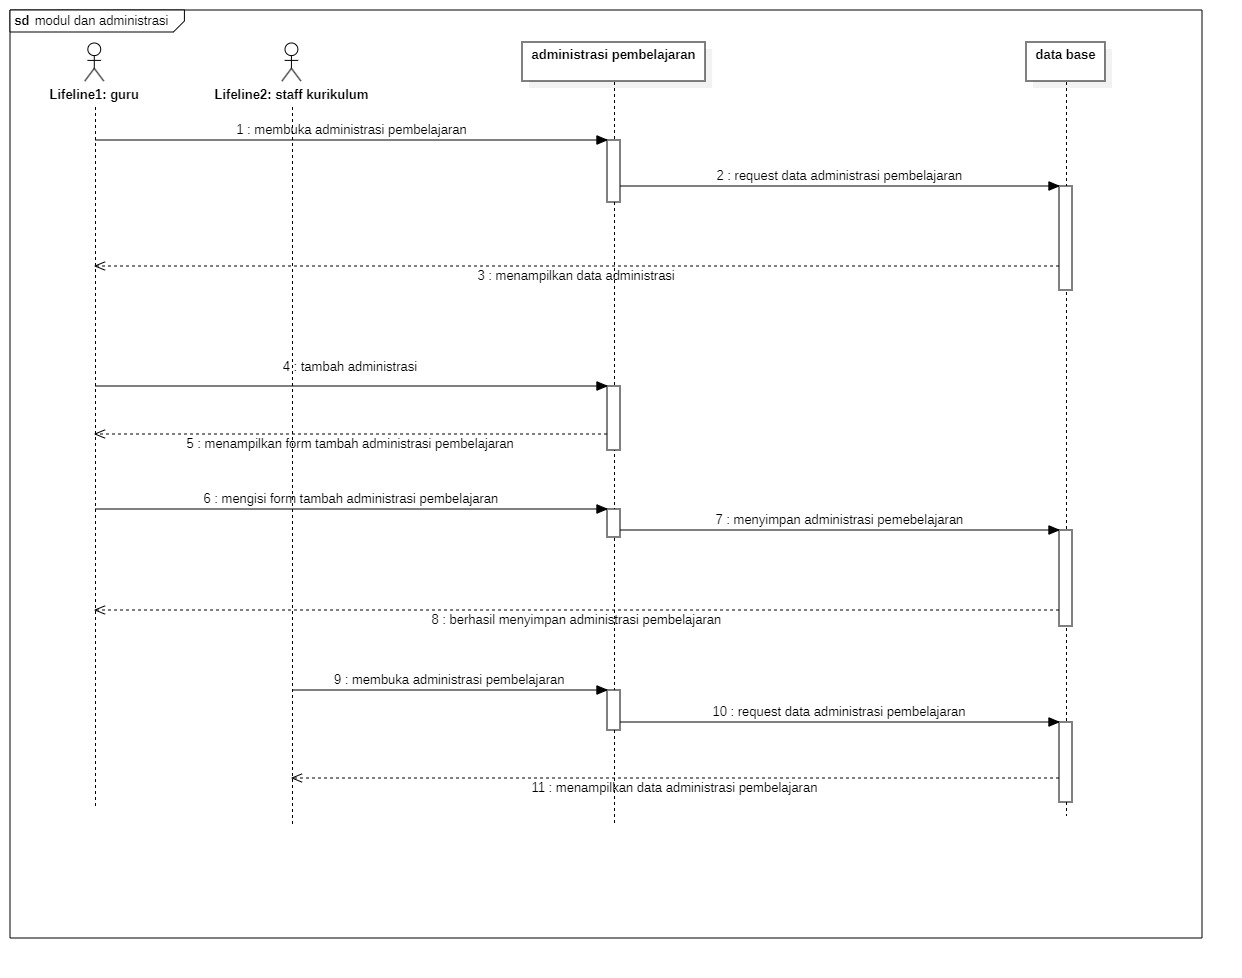 sd modul dan administrasi
administrasi pembelajaran
data base
Lifeline1: guru
Lifeline2: staff kurikulum
1 : membuka administrasi pembelajaran
2 : request data administrasi pembelajaran
3 : menampilkan data administrasi
4 : tambah administrasi
5 : menampilkan form tambah administrasi pembelajaran
6 : mengisi form tambah administrasi pembelajaran
7 : menyimpan administrasi pemebelajaran
8 : berhasil menyimpan administrasi pembelajaran
9 : membuka administrasi pembelajaran
10 : request data administrasi pembelajaran
11 : menampilkan data administrasi pembelajaran